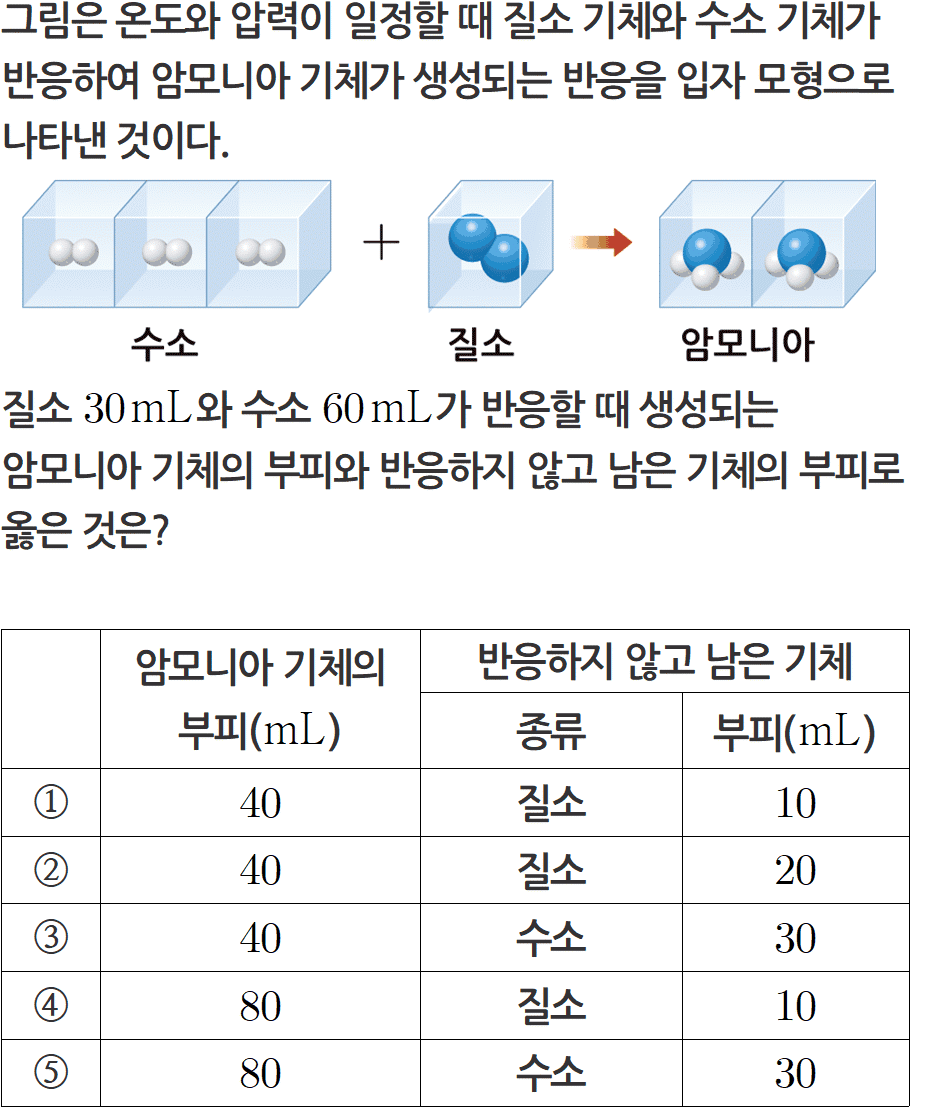 그림은 온도와 압력이 일정할 때 질소 기체와 수소 기체가
반응하여 암모니아 기체가 생성되는 반응을 입자 모형으로
나타낸 것이다.
+
수소 질소 암모니아
질소 30 mL와 수소 60 mL가 반응할 때 생성되는
암모니아 기체의 부피와 반응하지 않고 남은 기체의 부피로
옳은 것은?
암모니아 기체의 부피(mL) 반응하지 않고 남은 기체
종류 부피(mL)
① 40 질소 10
② 40 질소 20
③ 40 수소 30
④ 80 질소 10
⑤ 80 수소 30